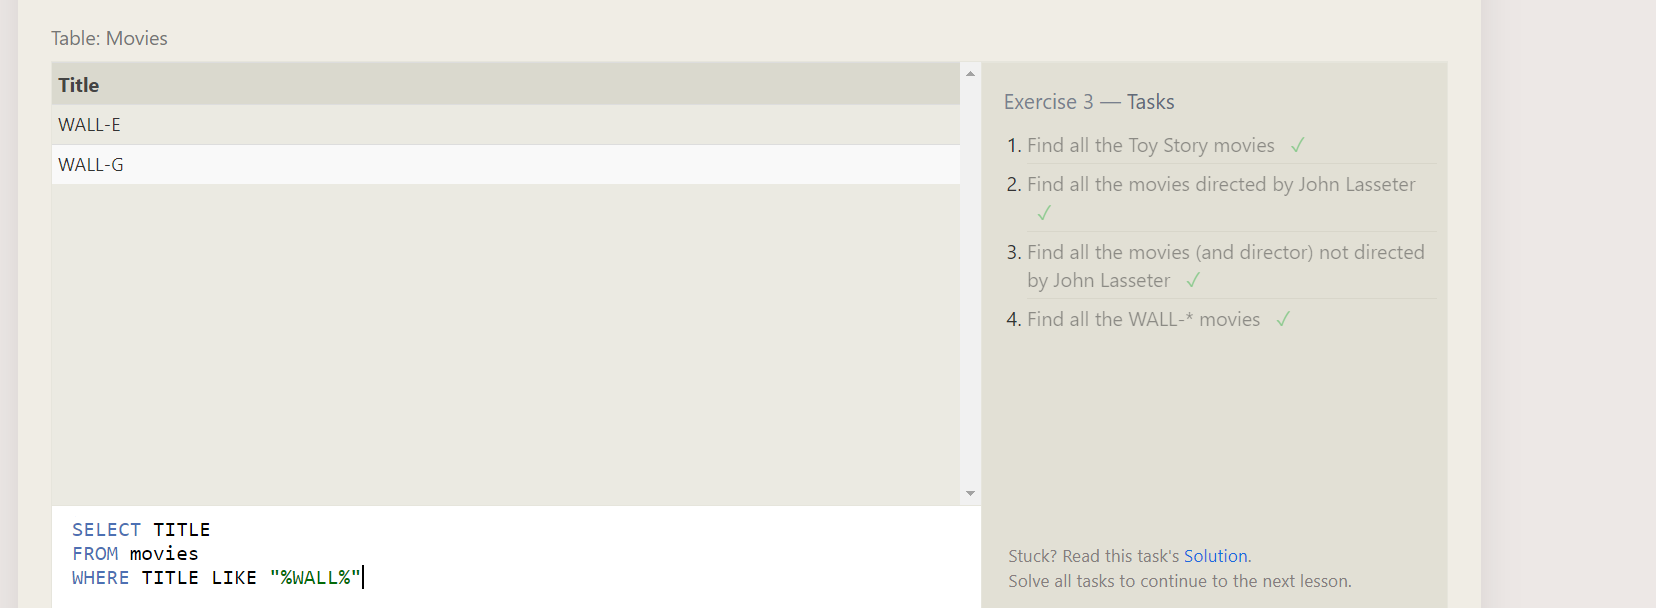 Table: Movies
Title
WALL-E
WALL-G
SELECT TITLE
FROM movies
WHERE TITLE LIKE "%WALL%"
Exercise 3 — Tasks
1. Find all the Toy Story movies ✓
2. Find all the movies directed by John Lasseter
✓
3. Find all the movies (and director) not directed
by John Lasseter ✓
4. Find all the WALL-* movies ✓
Stuck? Read this task's Solution.
Solve all tasks to continue to the next lesson.